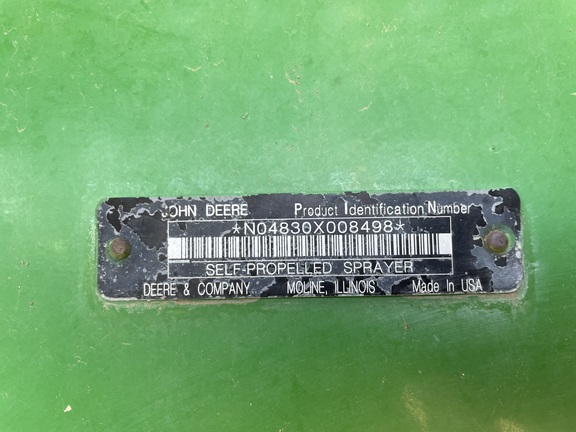 JOHN DEERE Product Identification Number
*N04830X008498*
SELF-PROPELLED SPRAYER
DEERE & COMPANY MOLINE, ILLINOIS Made In USA